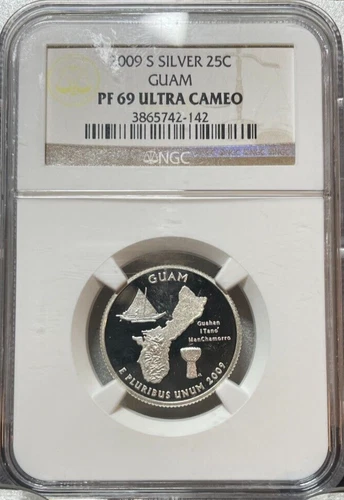 2009 S SILVER 25C
GUAM
PF 69 ULTRA CAMEO
3865742-142
NGC
GUAM
Guahan
I Tano'
ManChamorro
E PLURIBUS UNUM 2009